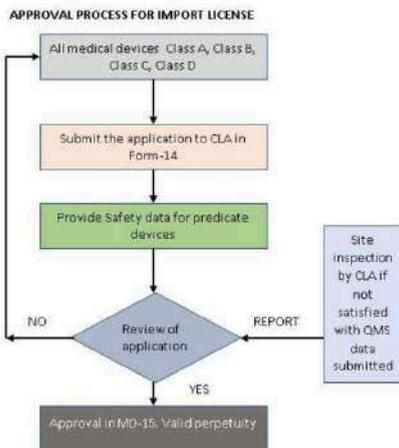 APPROVAL PROCESS FOR IMPORT LICENSE
All medical devices Class A, Class B,
Class C, Class D
Submit the application to CLA in
Form-14
Provide Safety data for predicate
devices
Site
inspection
by CLA if
not
satisfied
with QMS
data
submitted
NO
Review of
application
REPORT
YES
Approval in MD-15. Valid perpetuity